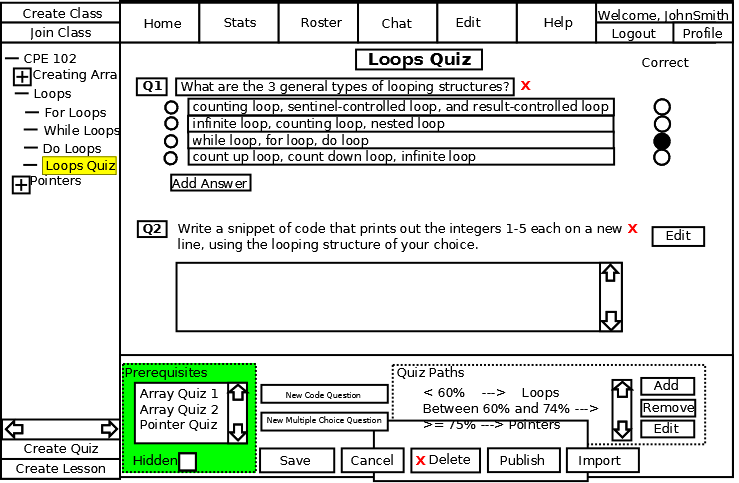 Create Class
Join Class
Home
Stats
Roster
Chat
Edit
Help
Welcome, JohnSmith
Logout
Profile
CPE 102
Creating Arra
Loops
For Loops
While Loops
Do Loops
Loops Quiz
Pointers
Create Quiz
Create Lesson
Loops Quiz
Correct
Q1 What are the 3 general types of looping structures? X
counting loop, sentinel-controlled loop, and result-controlled loop
infinite loop, counting loop, nested loop
while loop, for loop, do loop
count up loop, count down loop, infinite loop
Add Answer
Q2 Write a snippet of code that prints out the integers 1-5 each on a new X
line, using the looping structure of your choice.
Edit
Prerequisites
Array Quiz 1
Array Quiz 2
Pointer Quiz
Hidden
New Code Question
New Multiple Choice Question
Quiz Paths
< 60% ---> Loops
Between 60% and 74% --->
>= 75% ---> Pointers
Add
Remove
Edit
Save
Cancel
X Delete
Publish
Import